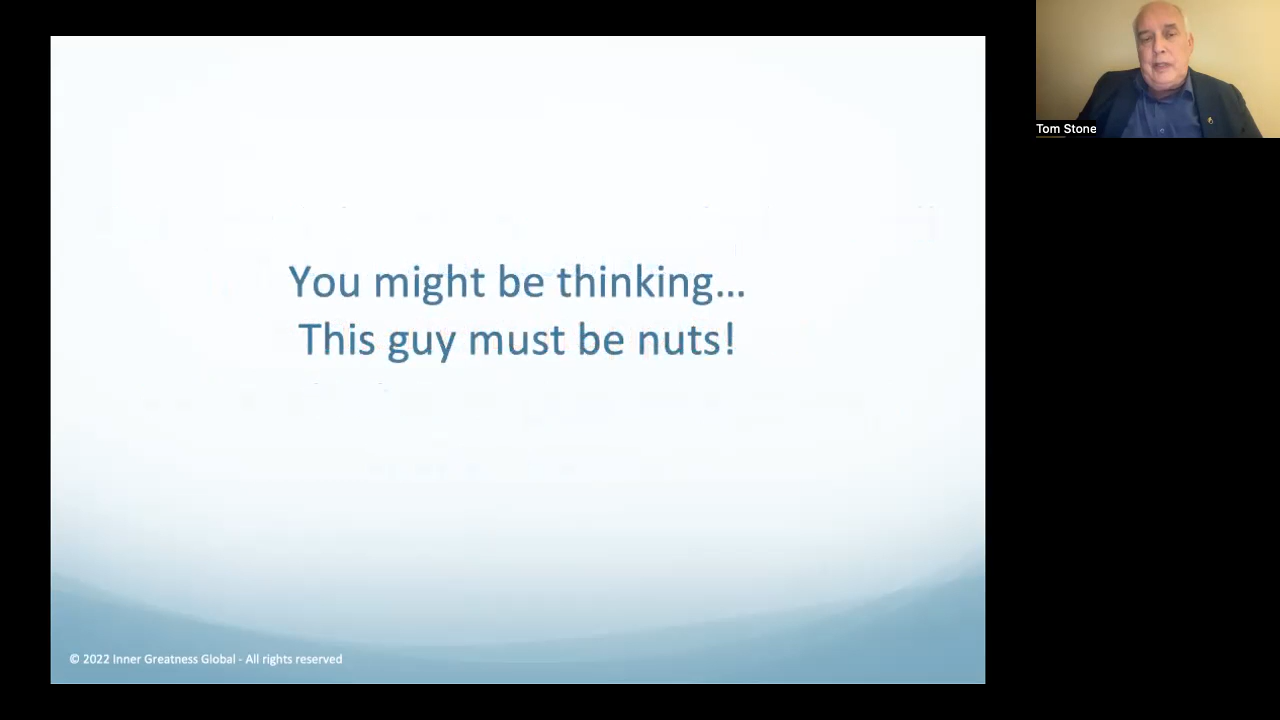 You might be thinking…
This guy must be nuts!
© 2022 Inner Greatness Global - All rights reserved
Tom Stone